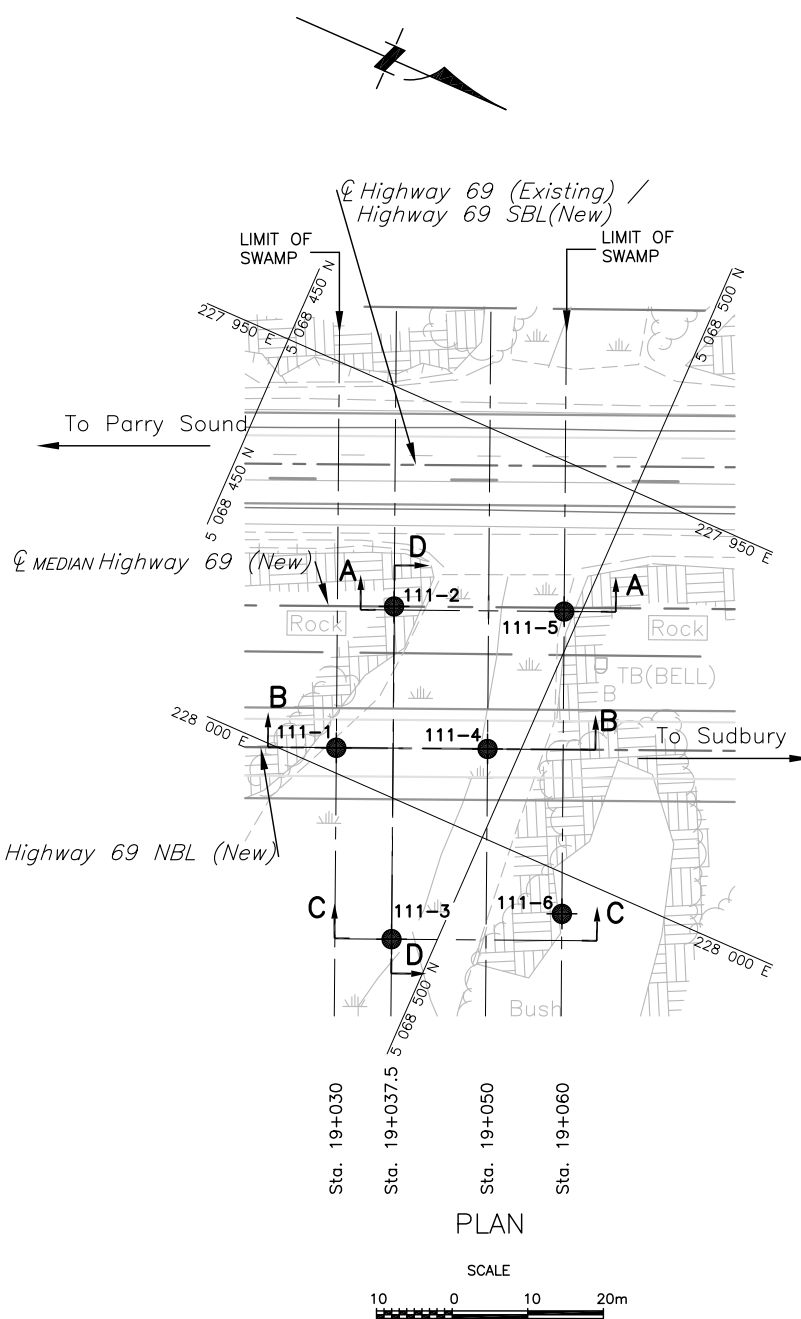 ℄ Highway 69 (Existing) /
Highway 69 SBL(New)
LIMIT OF
SWAMP
LIMIT OF
SWAMP
227 950 E
5 068 450 N
5 068 500 N
To Parry Sound
5 068 450 N
227 950 E
℄ MEDIAN Highway 69 (New)
D
A
A
111-2
111-5
Rock
Rock
TB(BELL)
B
B
B
228 000 E
111-1
111-4
To Sudbury
Highway 69 NBL (New)
C
111-3
111-6
C
D
228 000 E
5 068 500 N
Bush
Sta. 19+030
Sta. 19+037.5
Sta. 19+050
Sta. 19+060
PLAN
SCALE
10 0 10 20m